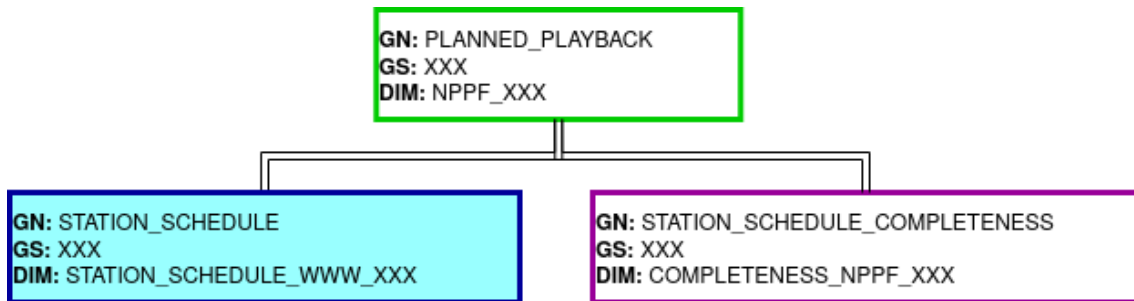 GN: PLANNED_PLAYBACK
GS: XXX
DIM: NPPF_XXX
GN: STATION_SCHEDULE
GS: XXX
DIM: STATION_SCHEDULE_WWW_XXX
GN: STATION_SCHEDULE_COMPLETENESS
GS: XXX
DIM: COMPLETENESS_NPPF_XXX